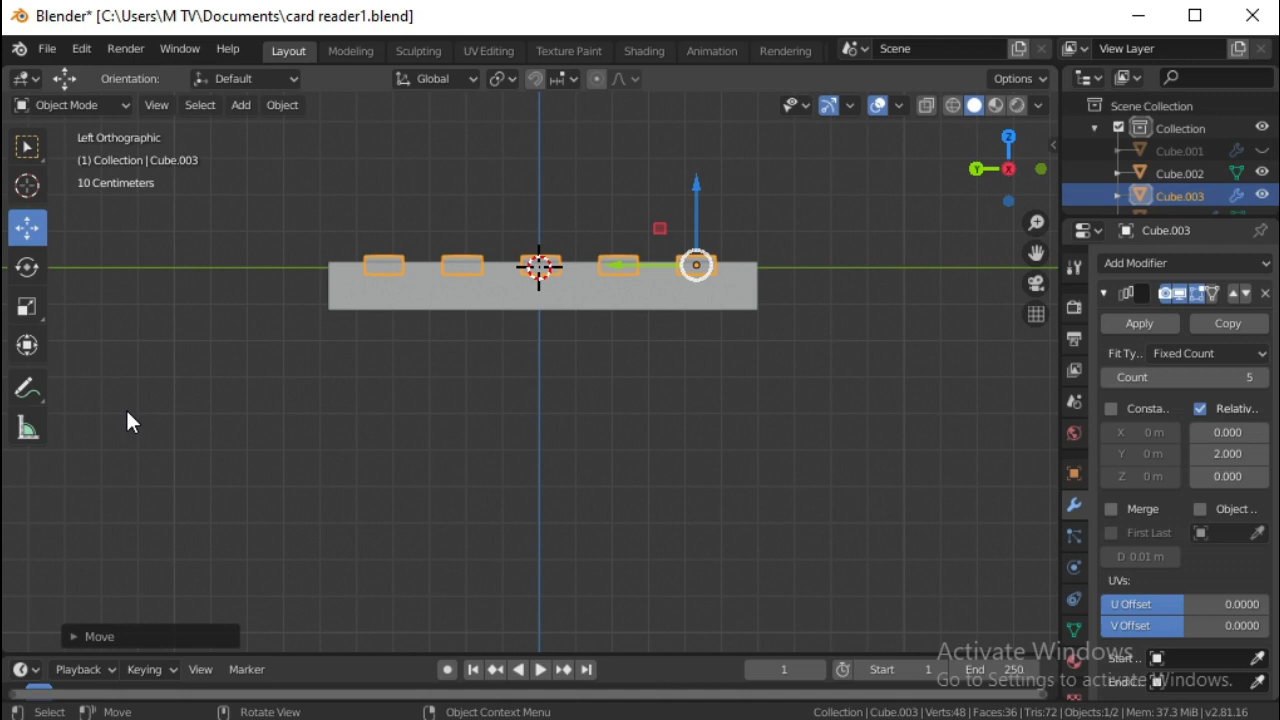 Blender* [C:\Users\M TV\Documents\card reader1.blend]
File Edit Render Window Help Layout Modeling Sculpting UV Editing Texture Paint Shading Animation Rendering Scene View Layer
Orientation: Default Global Options
Object Mode View Select Add Object
Scene Collection
Collection
Cube.001
Cube.002
Cube.003
Left Orthographic
(1) Collection | Cube.003
10 Centimeters
Z
Y
X
Cube.003
Add Modifier
Apply Copy
Fit Ty.. Fixed Count
Count 5
Consta.. Relativ..
X 0 m 0.000
Y 0 m 2.000
Z 0 m 0.000
Merge Object ..
First Last
D 0.01 m
UVs:
U Offset 0.0000
V Offset 0.0000
Start ..
End C..
Move
Activate Windows
Go to Settings to activate Windows.
Playback Keying View Marker 1 Start 1 End 250
Select Move Rotate View Object Context Menu Collection | Cube.003 | Verts:48 | Faces:36 | Tris:72 | Objects:1/2 | Mem: 37.3 MiB | v2.81.16